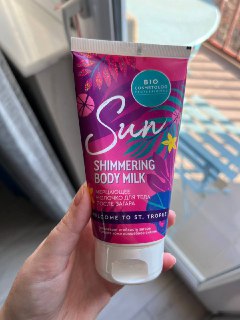 BIO
COSMETOLOG
PROFESSIONAL
Sun
SHIMMERING
BODY MILK
МЕРЦАЮЩЕЕ
МОЛОЧКО ДЛЯ ТЕЛА
ПОСЛЕ ЗАГАРА
WELCOME TO ST. TROPEZ